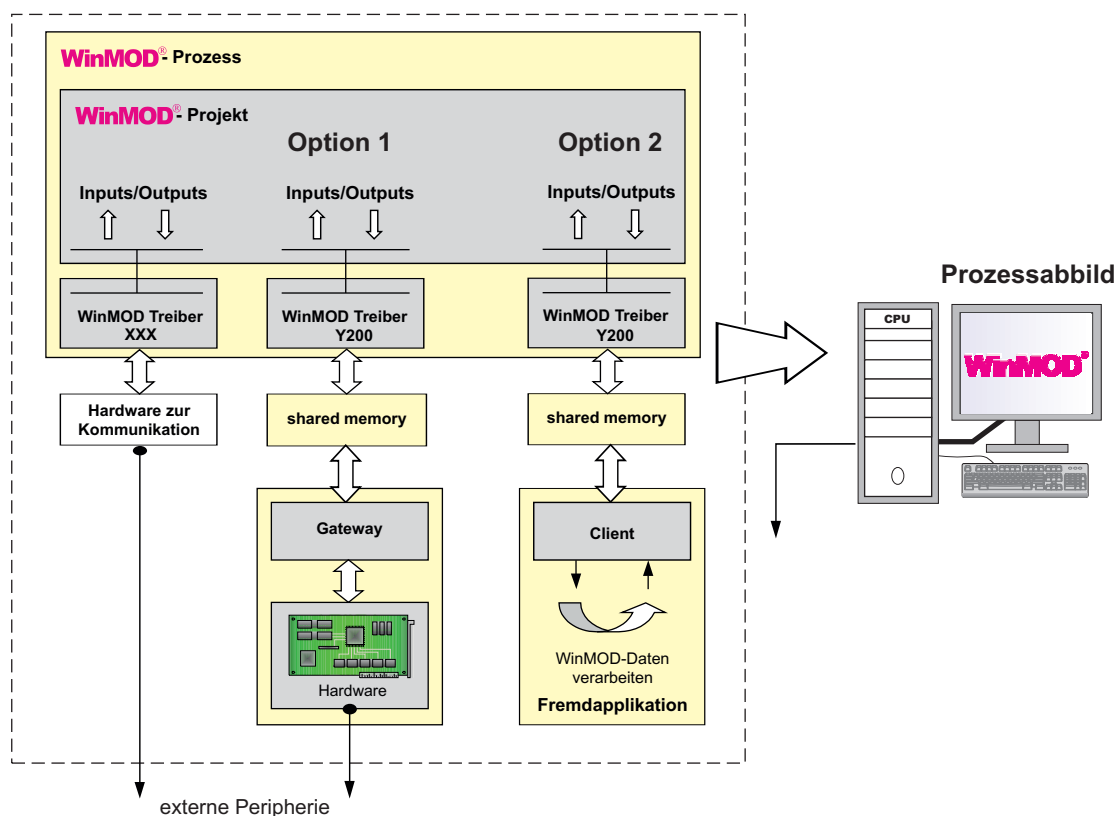 WinMOD®- Prozess
WinMOD®- Projekt
Option 1
Option 2
Inputs/Outputs
Inputs/Outputs
Inputs/Outputs
WinMOD Treiber
XXX
WinMOD Treiber
Y200
WinMOD Treiber
Y200
Prozessabbild
CPU
WinMOD®
Hardware zur
Kommunikation
shared memory
shared memory
Gateway
Client
Hardware
WinMOD-Daten
verarbeiten
Fremdapplikation
externe Peripherie